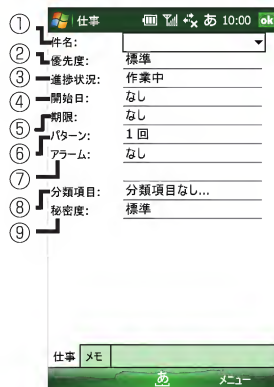 仕事 あ 10:00 ok
① 件名:
② 優先度: 標準
③ 進捗状況: 作業中
④ 開始日: なし
⑤ 期限: なし
⑥ パターン: 1回
⑦ アラーム: なし
⑧ 分類項目: 分類項目なし...
⑨ 秘密度: 標準
仕事 メモ
あ メニュー